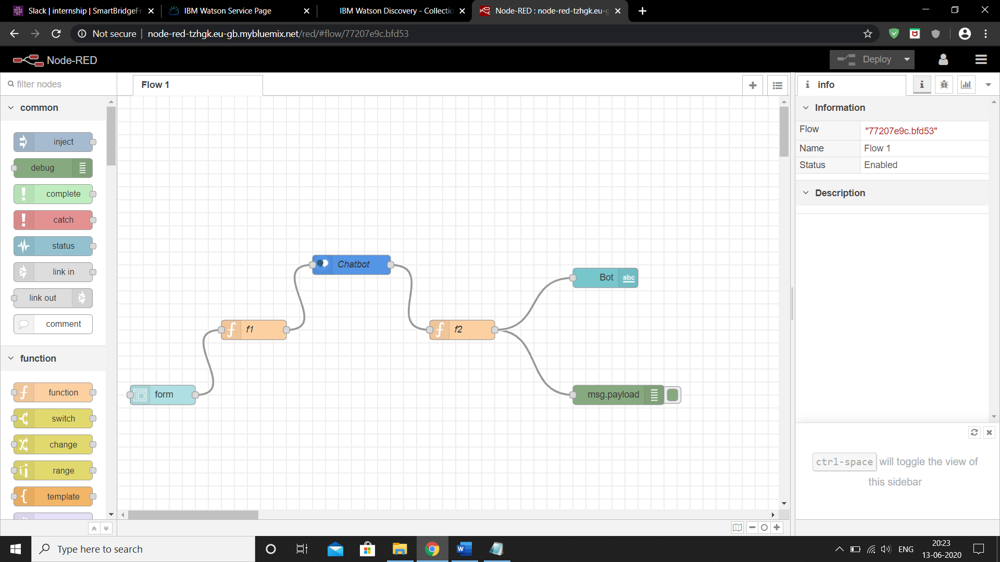 Slack | internship | SmartBridgeFr
IBM Watson Service Page
IBM Watson Discovery - Collectio
Node-RED : node-red-tzhgk.eu-g
Not secure
node-red-tzhgk.eu-gb.mybluemix.net/red/#flow/77207e9c.bfd53
Node-RED
Deploy
filter nodes
Flow 1
info
common
inject
debug
complete
catch
status
link in
link out
comment
function
function
switch
change
range
template
Chatbot
Bot
abc
f1
f2
form
msg.payload
Information
Flow
"77207e9c.bfd53"
Name
Flow 1
Status
Enabled
Description
ctrl-space will toggle the view of
this sidebar
Type here to search
ENG
20:23
13-06-2020